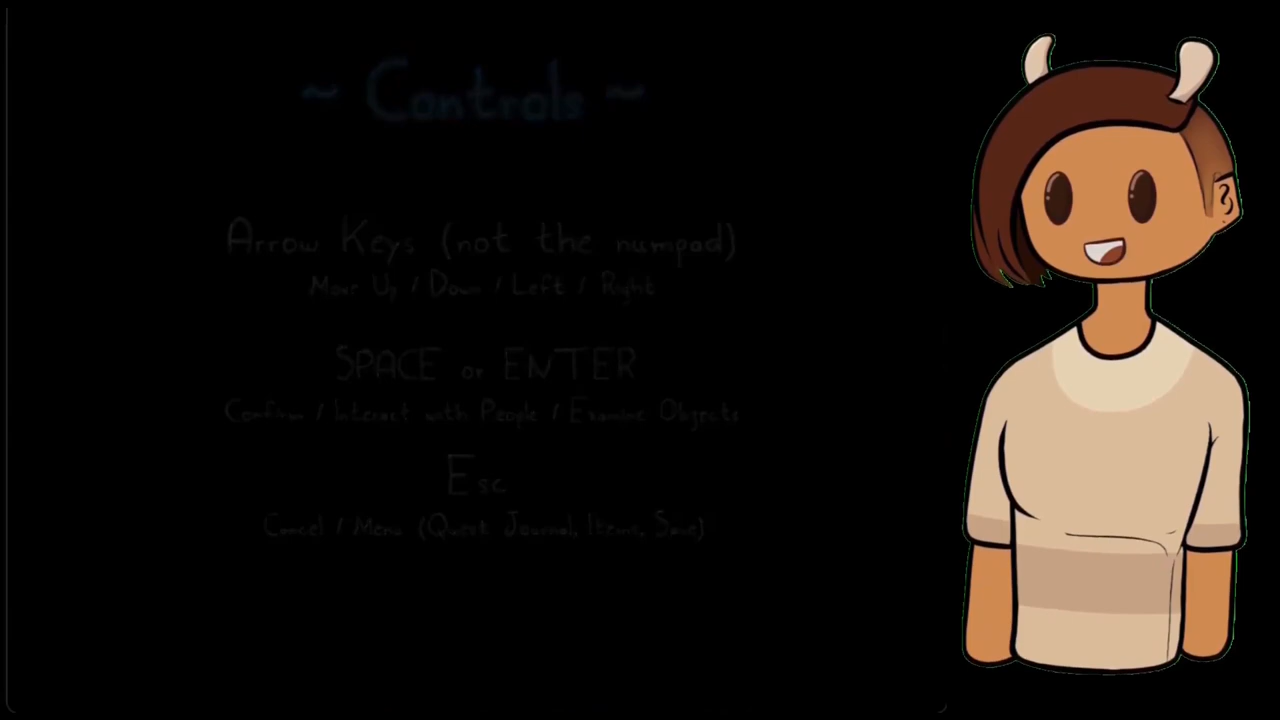 ~ Controls ~
Arrow Keys (not the numpad)
Move Up / Down / Left / Right
SPACE or ENTER
Confirm / Interact with People / Examine Objects
Esc
Cancel / Menu (Quest Journal, Items, Save)